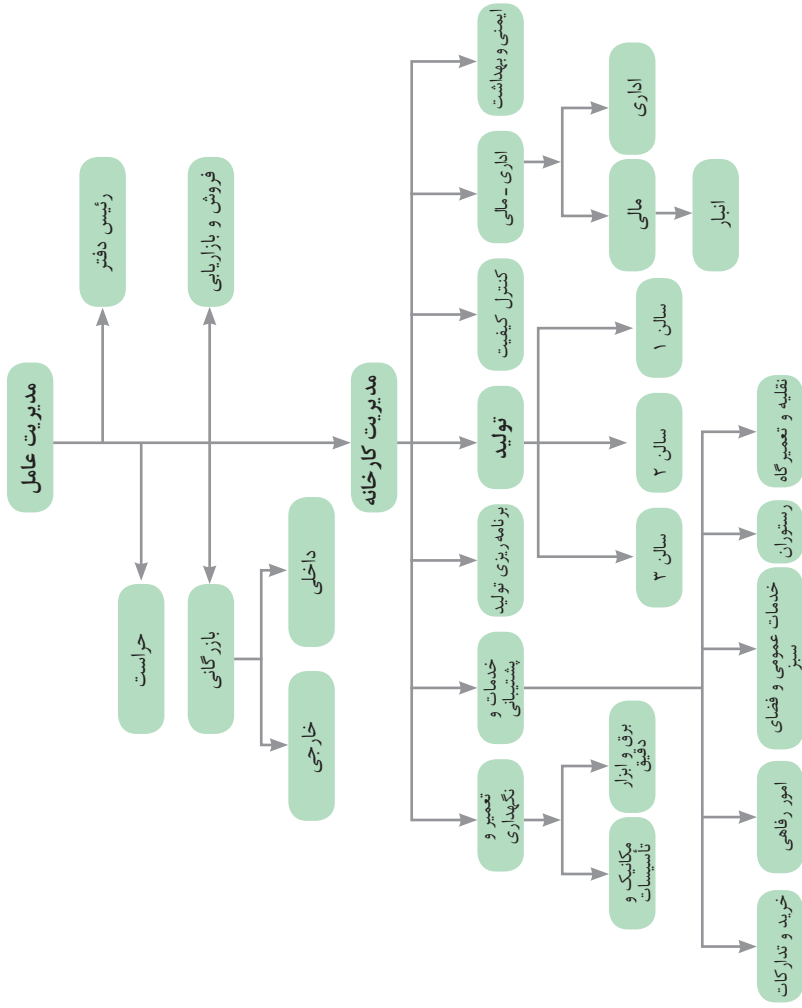 مدیریت عامل
رئیس دفتر
حراست
فروش و بازاریابی
بازرگانی
داخلی
خارجی
مدیریت کارخانه
ایمنی و بهداشت
اداری - مالی
کنترل کیفیت
تولید
برنامه ریزی تولید
خدمات و
پشتیبانی
تعمیر و
نگهداری
اداری
مالی
انبار
سالن ۱
سالن ۲
سالن ۳
برق و ابزار
دقیق
مکانیک و
تأسیسات
نقلیه و تعمیرگاه
رستوران
خدمات عمومی و فضای
سبز
امور رفاهی
خرید و تدارکات